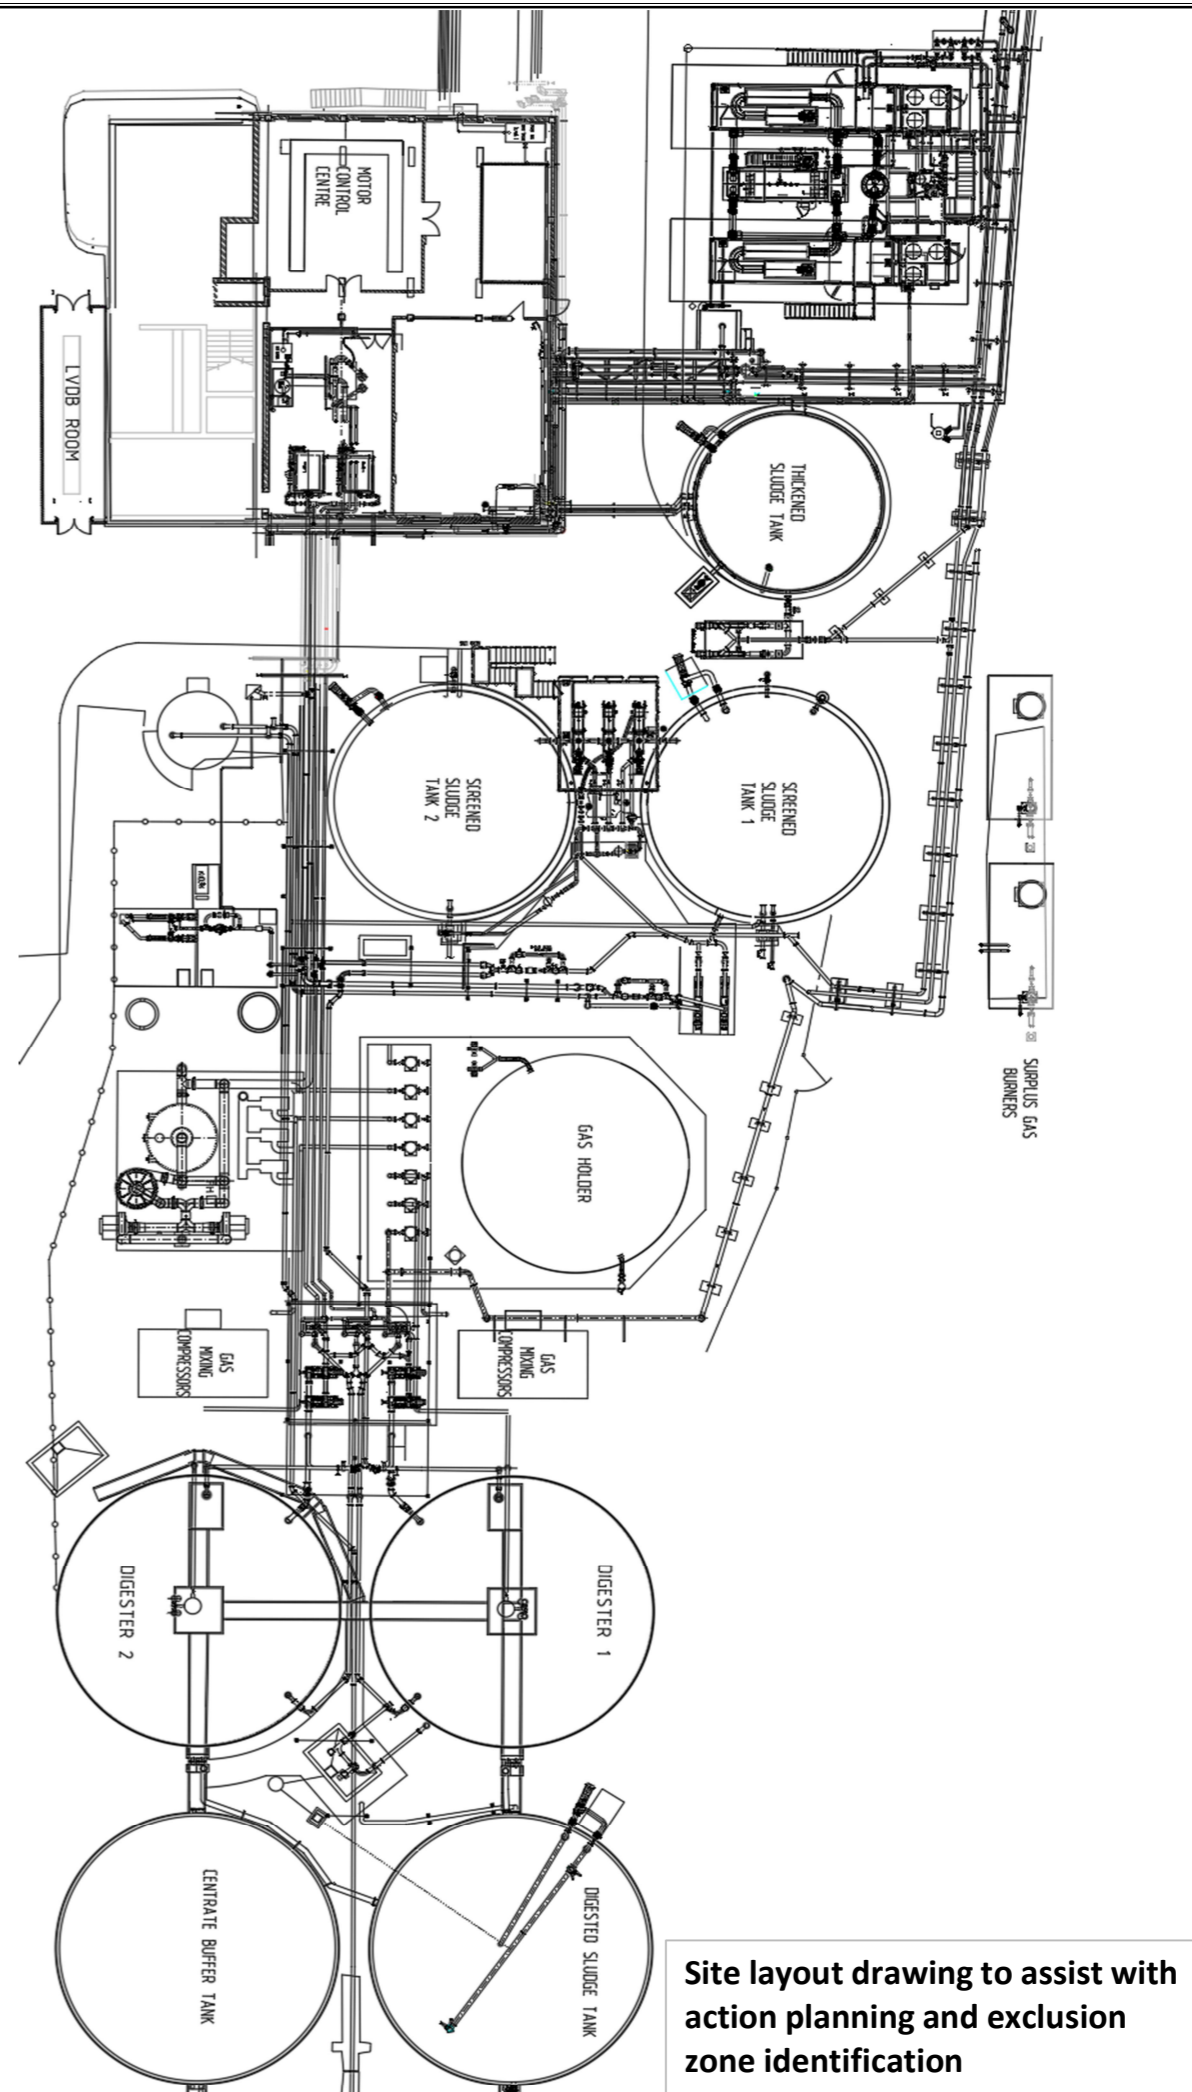 MOTOR
CONTROL
CENTRE
LVDB ROOM
THICKENED
SLUDGE TANK
SCREENED
SLUDGE
TANK 2
SCREENED
SLUDGE
TANK 1
SURPLUS GAS
BURNERS
GAS HOLDER
GAS
MIXING
COMPRESSORS
GAS
MIXING
COMPRESSORS
DIGESTER 2
DIGESTER 1
CENTRATE BUFFER TANK
DIGESTED SLUDGE TANK
Site layout drawing to assist with
action planning and exclusion
zone identification